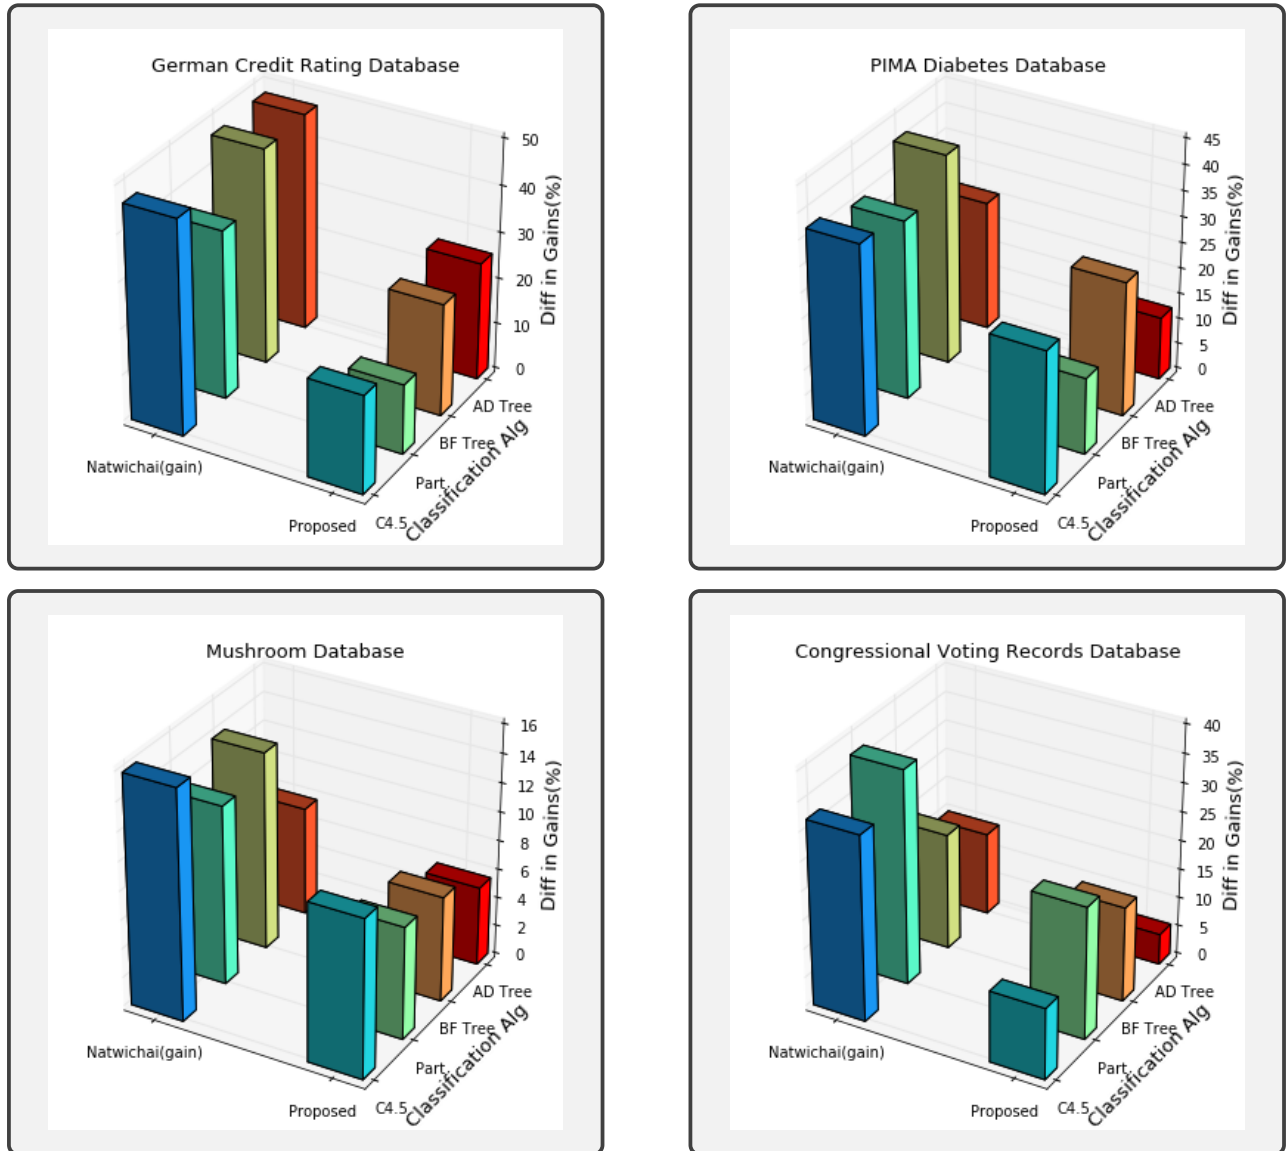 German Credit Rating Database
50
40
30
20
10
0
Diff in Gains(%)
AD Tree
BF Tree
Part
C4.5
Classification Alg
Natwichai(gain)
Proposed
PIMA Diabetes Database
45
40
35
30
25
20
15
10
5
0
Diff in Gains(%)
AD Tree
BF Tree
Part
C4.5
Classification Alg
Natwichai(gain)
Proposed
Mushroom Database
16
14
12
10
8
6
4
2
0
Diff in Gains(%)
AD Tree
BF Tree
Part
C4.5
Classification Alg
Natwichai(gain)
Proposed
Congressional Voting Records Database
40
35
30
25
20
15
10
5
0
Diff in Gains(%)
AD Tree
BF Tree
Part
C4.5
Classification Alg
Natwichai(gain)
Proposed